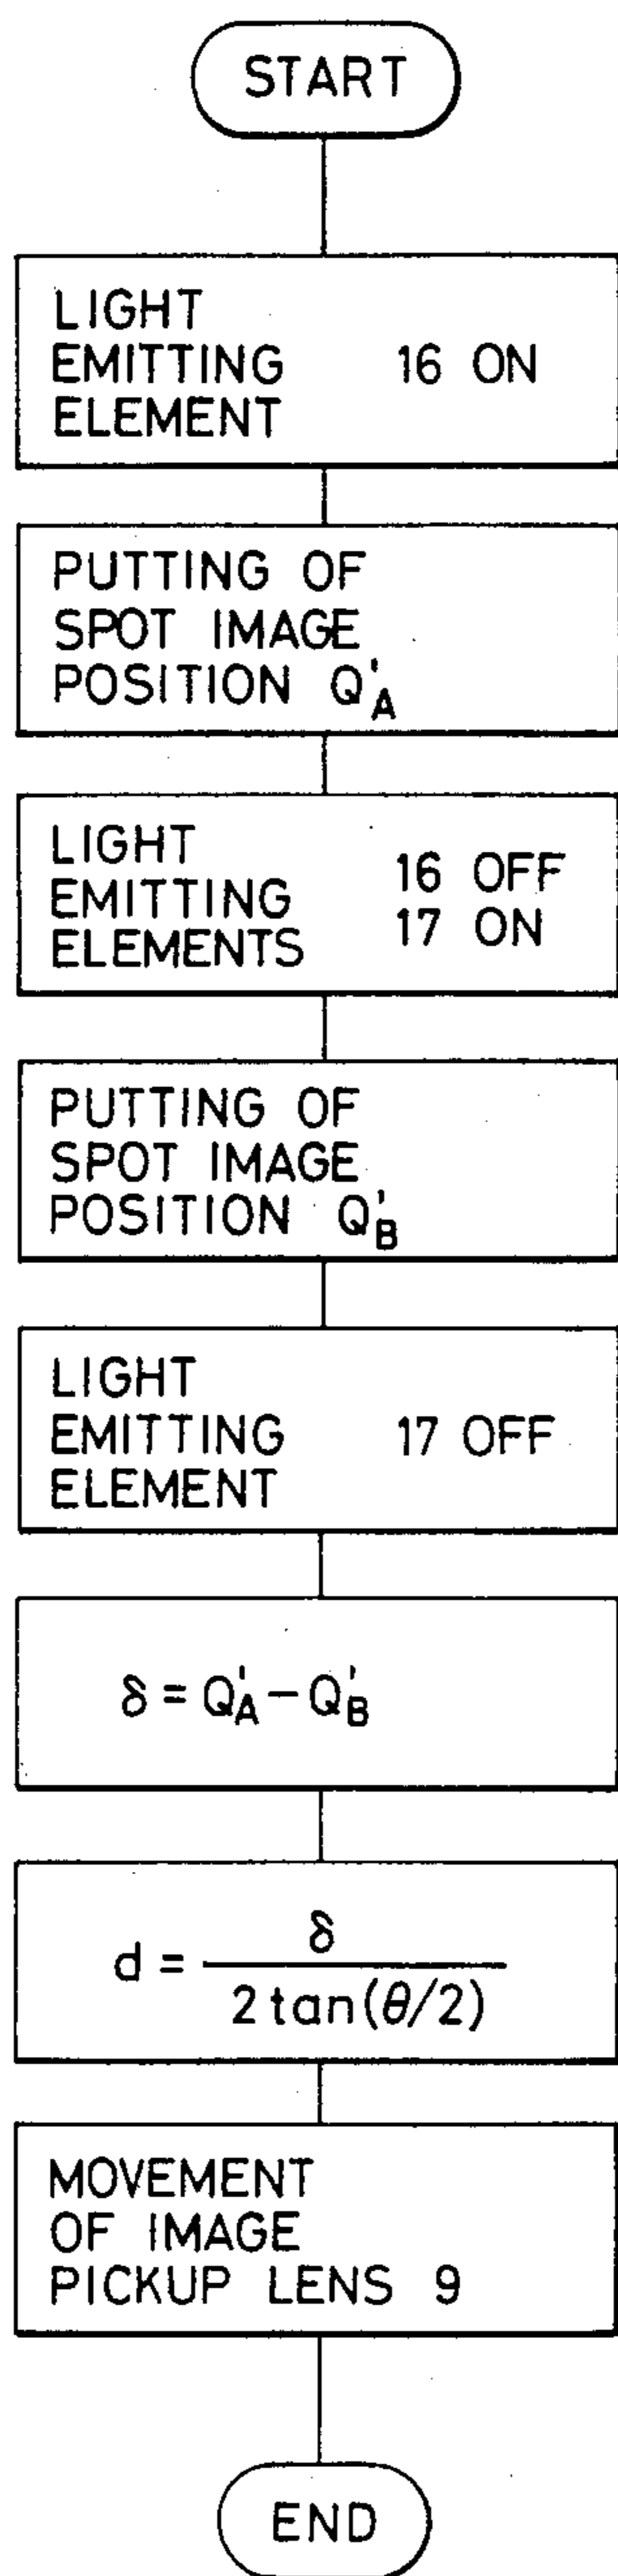 START
LIGHT
EMITTING 16 ON
ELEMENT
PUTTING OF
SPOT IMAGE
POSITION Q'A
LIGHT
EMITTING 16 OFF
ELEMENTS 17 ON
PUTTING OF
SPOT IMAGE
POSITION Q'B
LIGHT
EMITTING 17 OFF
ELEMENT
δ = Q'A − Q'B
d = δ / 2 tan(θ/2)
MOVEMENT
OF IMAGE
PICKUP LENS 9
END